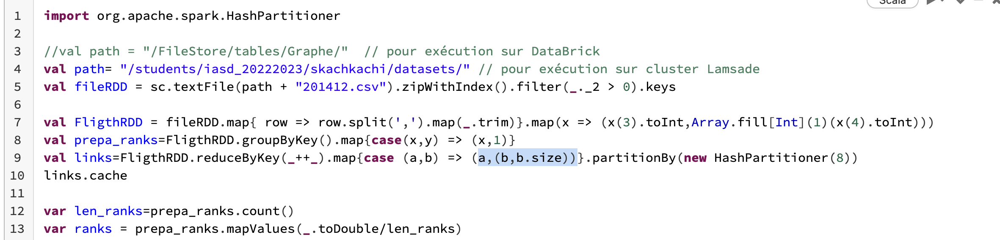 Scala
1 import org.apache.spark.HashPartitioner
2
3 //val path = "/FileStore/tables/Graphe/"  // pour exécution sur DataBrick
4 val path= "/students/iasd_20222023/skachkachi/datasets/" // pour exécution sur cluster Lamsade
5 val fileRDD = sc.textFile(path + "201412.csv").zipWithIndex().filter(_._2 > 0).keys
6
7 val FligthRDD = fileRDD.map{ row => row.split(',').map(_.trim)}.map(x => (x(3).toInt,Array.fill[Int](1)(x(4).toInt)))
8 val prepa_ranks=FligthRDD.groupByKey().map{case(x,y) => (x,1)}
9 val links=FligthRDD.reduceByKey(_++_).map{case (a,b) => (a,(b,b.size))}.partitionBy(new HashPartitioner(8))
10 links.cache
11
12 var len_ranks=prepa_ranks.count()
13 var ranks = prepa_ranks.mapValues(_.toDouble/len_ranks)